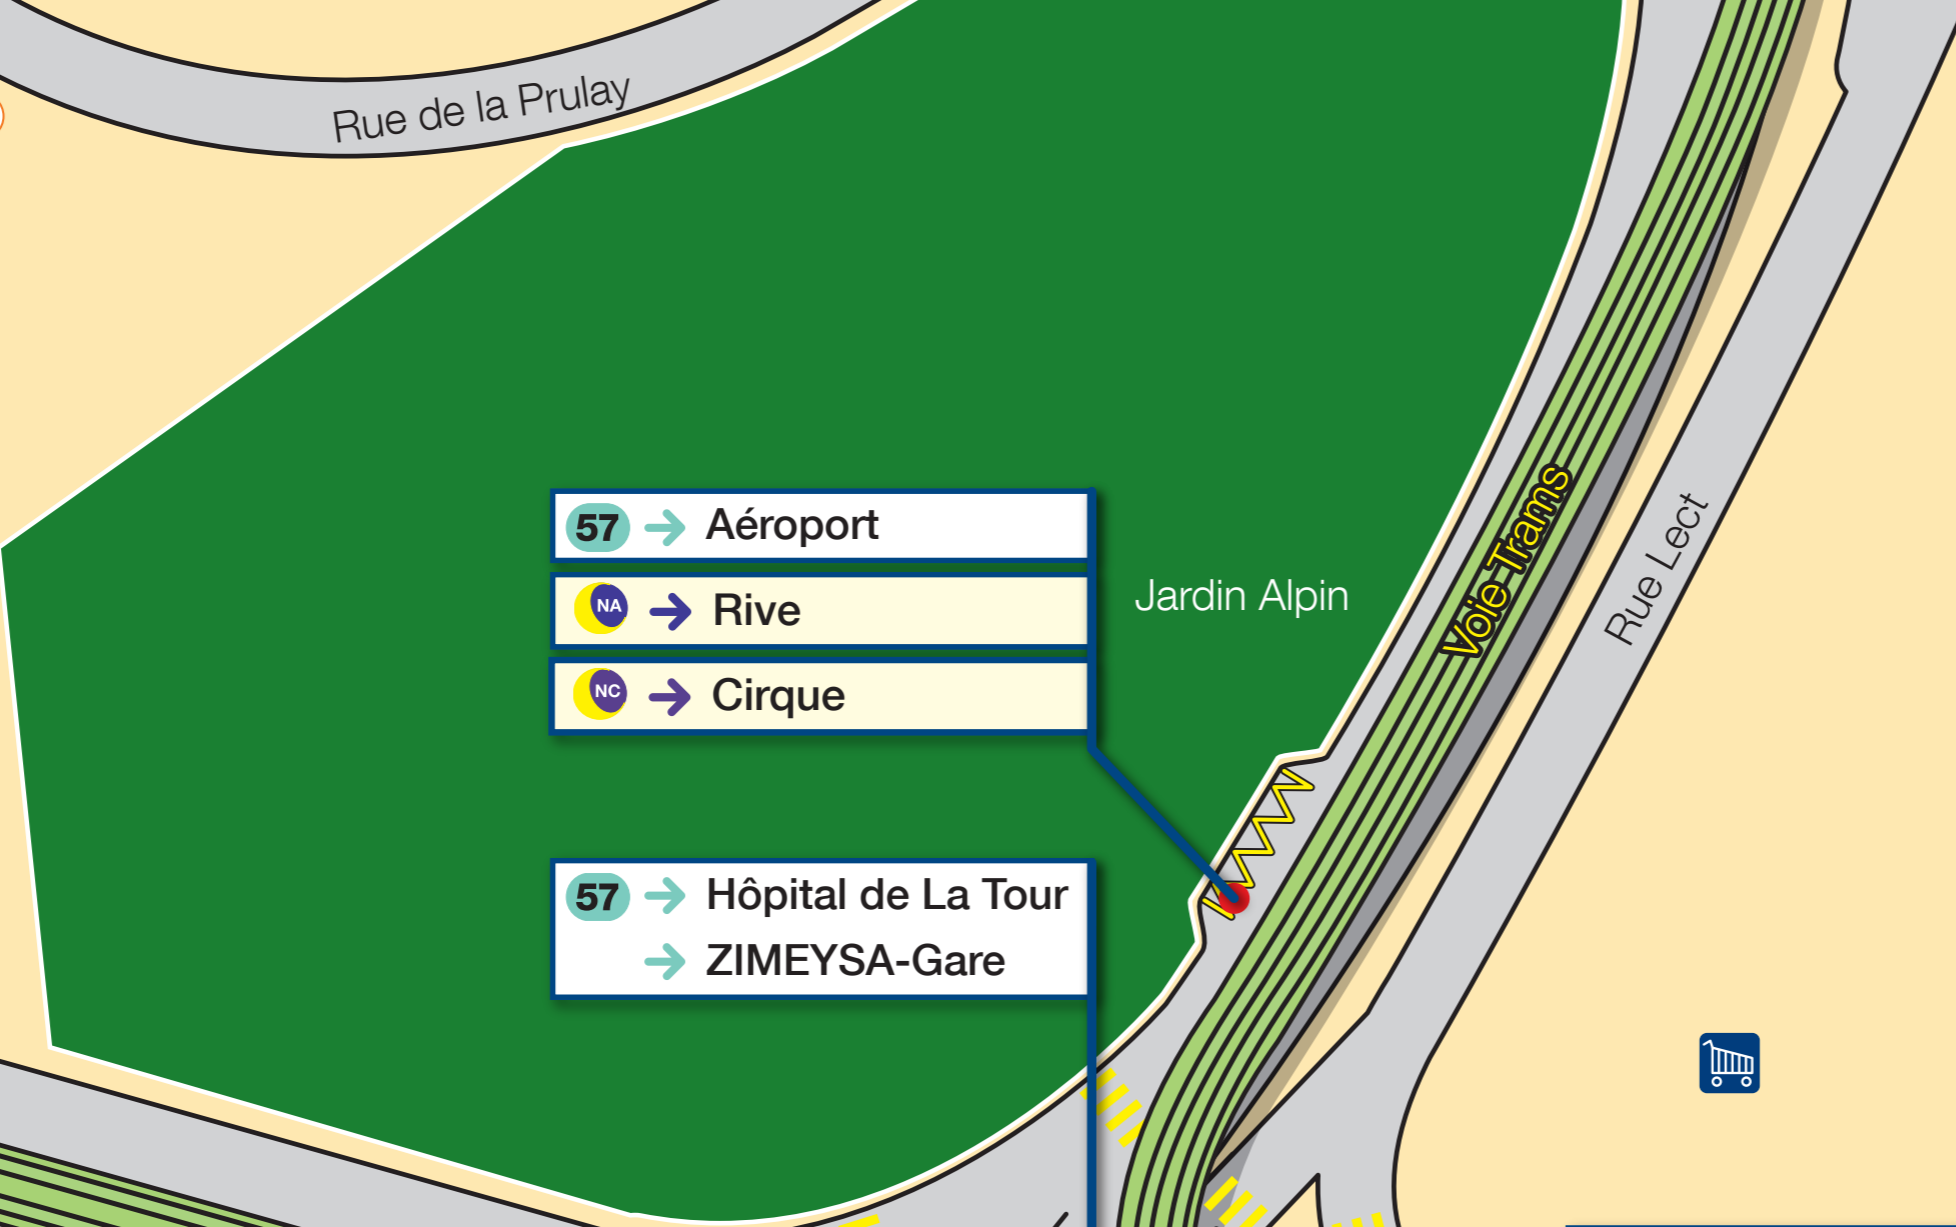 Rue de la Prulay
57 → Aéroport
NA → Rive
NC → Cirque
Jardin Alpin
Voie Trams
Rue Lect
57 → Hôpital de La Tour
→ ZIMEYSA-Gare